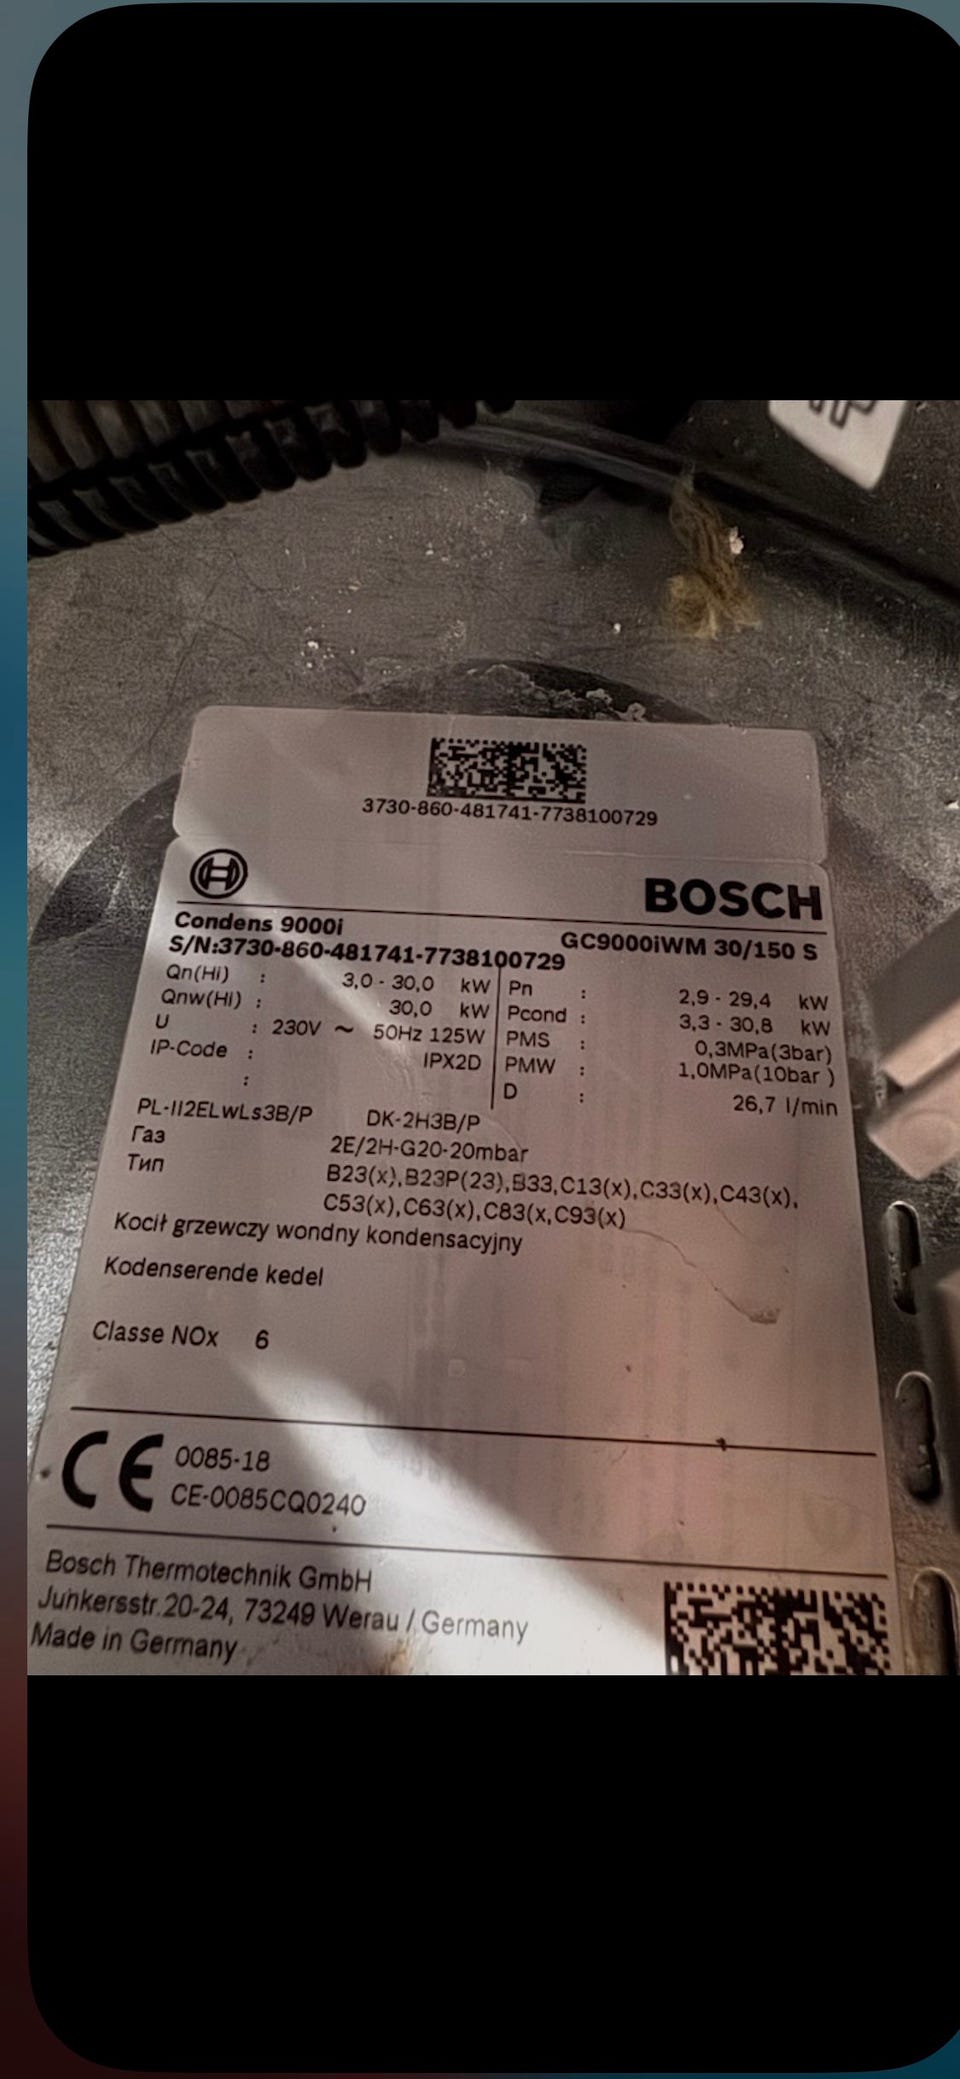 3730-860-481741-7738100729
BOSCH
Condens 9000i GC9000iWM 30/150 S
S/N:3730-860-481741-7738100729
Qn(Hi) : 3,0 - 30,0 kW Pn : 2,9 - 29,4 kW
Qnw(Hi) : 30,0 kW Pcond : 3,3 - 30,8 kW
U : 230V ~ 50Hz 125W PMS : 0,3MPa(3bar)
IP-Code : IPX2D PMW : 1,0MPa(10bar )
: D : 26,7 l/min
PL-II2ELwLs3B/P DK-2H3B/P
Газ 2E/2H-G20-20mbar
Тип B23(x),B23P(23),B33,C13(x),C33(x),C43(x),
C53(x),C63(x),C83(x,C93(x)
Kocił grzewczy wondny kondensacyjny
Kodenserende kedel
Classe NOx 6
CE 0085-18
CE-0085CQ0240
Bosch Thermotechnik GmbH
Junkersstr.20-24, 73249 Werau / Germany
Made in Germany